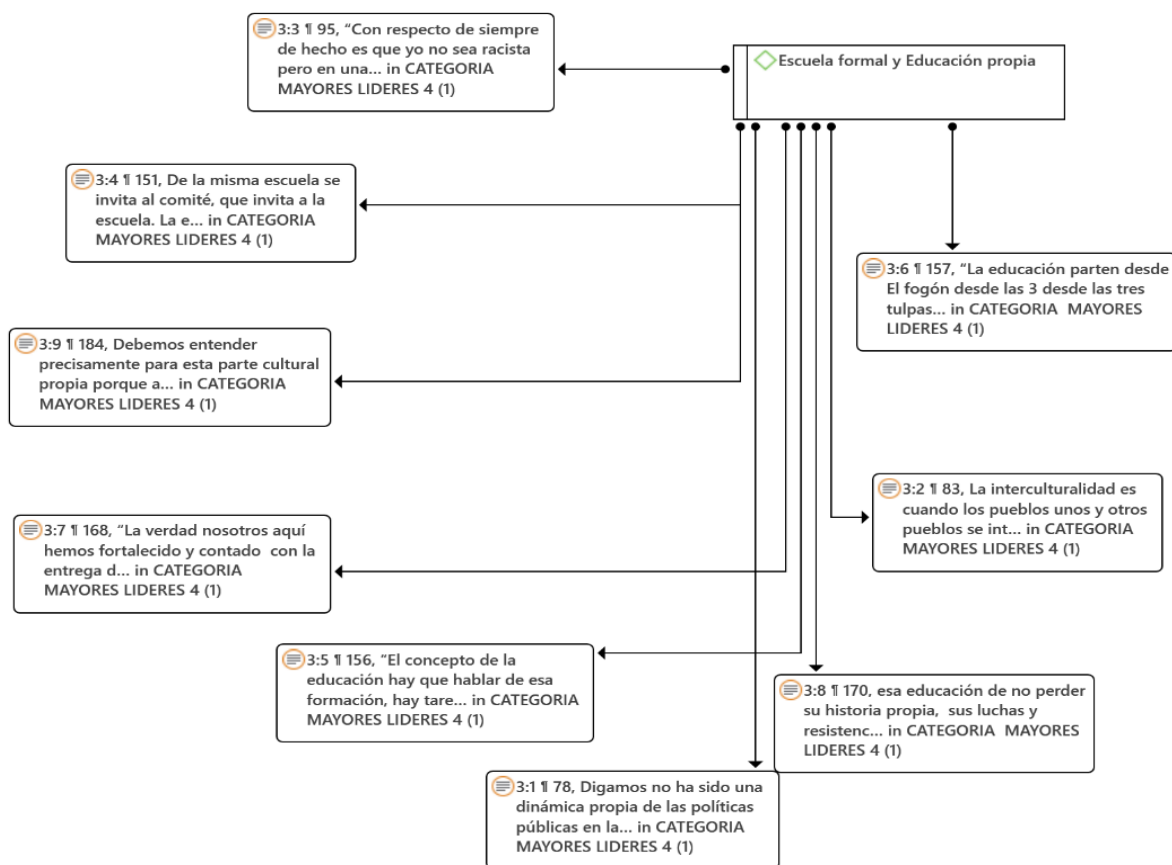 3:3 ¶ 95, “Con respecto de siempre
de hecho es que yo no sea racista
pero en una... in CATEGORIA
MAYORES LIDERES 4 (1)
Escuela formal y Educación propia
3:4 ¶ 151, De la misma escuela se
invita al comité, que invita a la
escuela. La e... in CATEGORIA
MAYORES LIDERES 4 (1)
3:6 ¶ 157, “La educación parten desde
El fogón desde las 3 desde las tres
tulpas... in CATEGORIA MAYORES
LIDERES 4 (1)
3:9 ¶ 184, Debemos entender
precisamente para esta parte cultural
propia porque a... in CATEGORIA
MAYORES LIDERES 4 (1)
3:2 ¶ 83, La interculturalidad es
cuando los pueblos unos y otros
pueblos se int... in CATEGORIA
MAYORES LIDERES 4 (1)
3:7 ¶ 168, “La verdad nosotros aquí
hemos fortalecido y contado con la
entrega d... in CATEGORIA
MAYORES LIDERES 4 (1)
3:5 ¶ 156, “El concepto de la
educación hay que hablar de esa
formación, hay tare... in CATEGORIA
MAYORES LIDERES 4 (1)
3:8 ¶ 170, esa educación de no perder
su historia propia, sus luchas y
resistenc... in CATEGORIA MAYORES
LIDERES 4 (1)
3:1 ¶ 78, Digamos no ha sido una
dinámica propia de las políticas
públicas en la... in CATEGORIA
MAYORES LIDERES 4 (1)